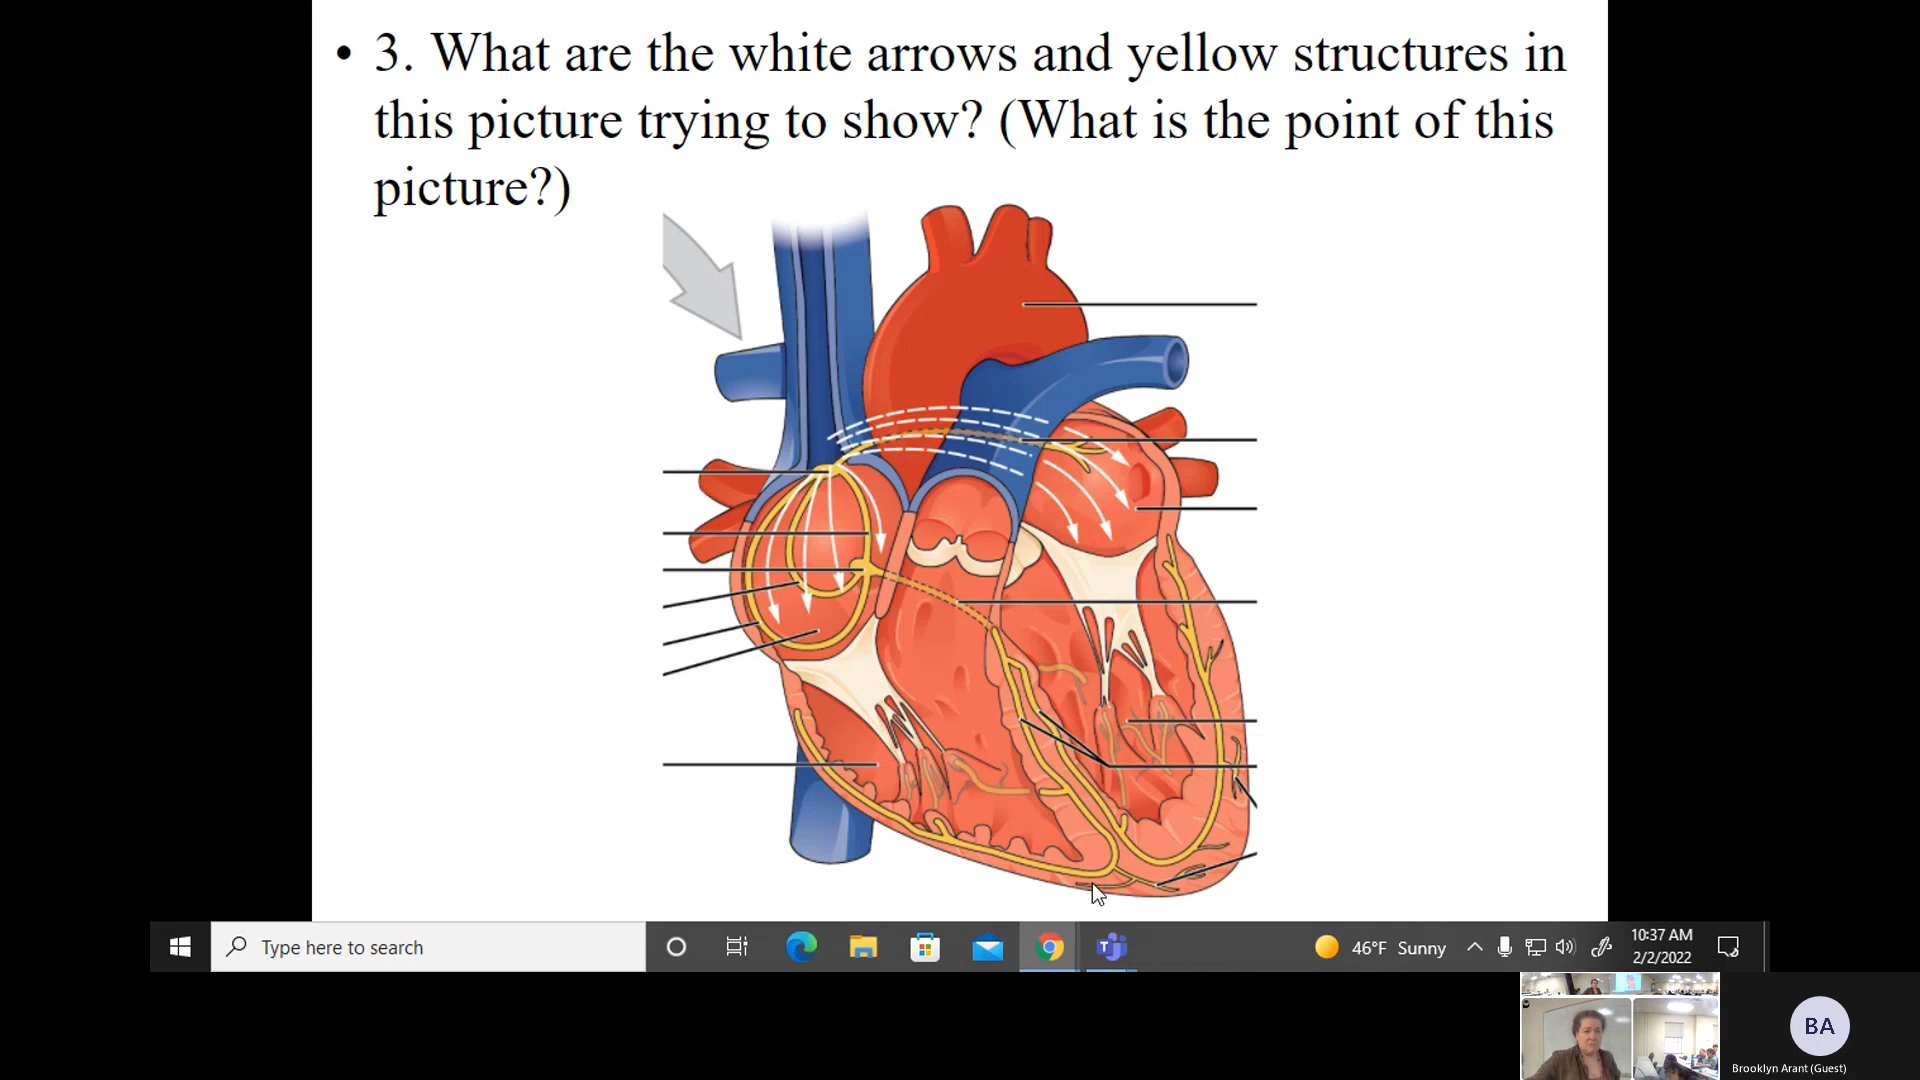 • 3. What are the white arrows and yellow structures in
this picture trying to show? (What is the point of this
picture?)
Type here to search
46°F Sunny
10:37 AM
2/2/2022
BA
Brooklyn Arant (Guest)